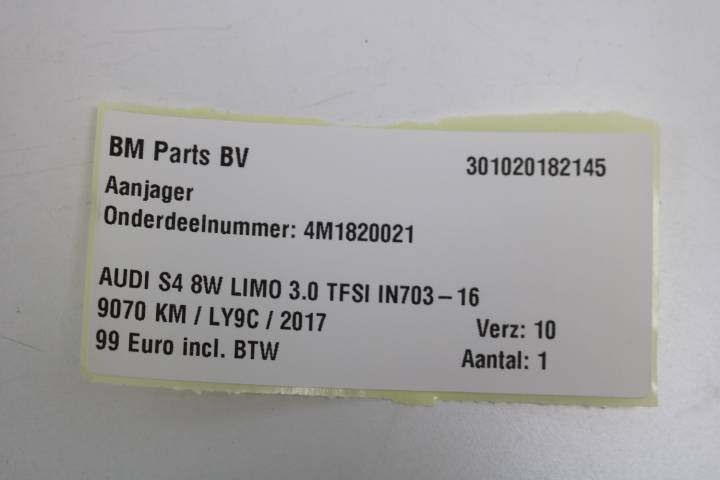 BM Parts BV 301020182145
Aanjager
Onderdeelnummer: 4M1820021
AUDI S4 8W LIMO 3.0 TFSI IN703-16
9070 KM / LY9C / 2017 Verz: 10
99 Euro incl. BTW Aantal: 1